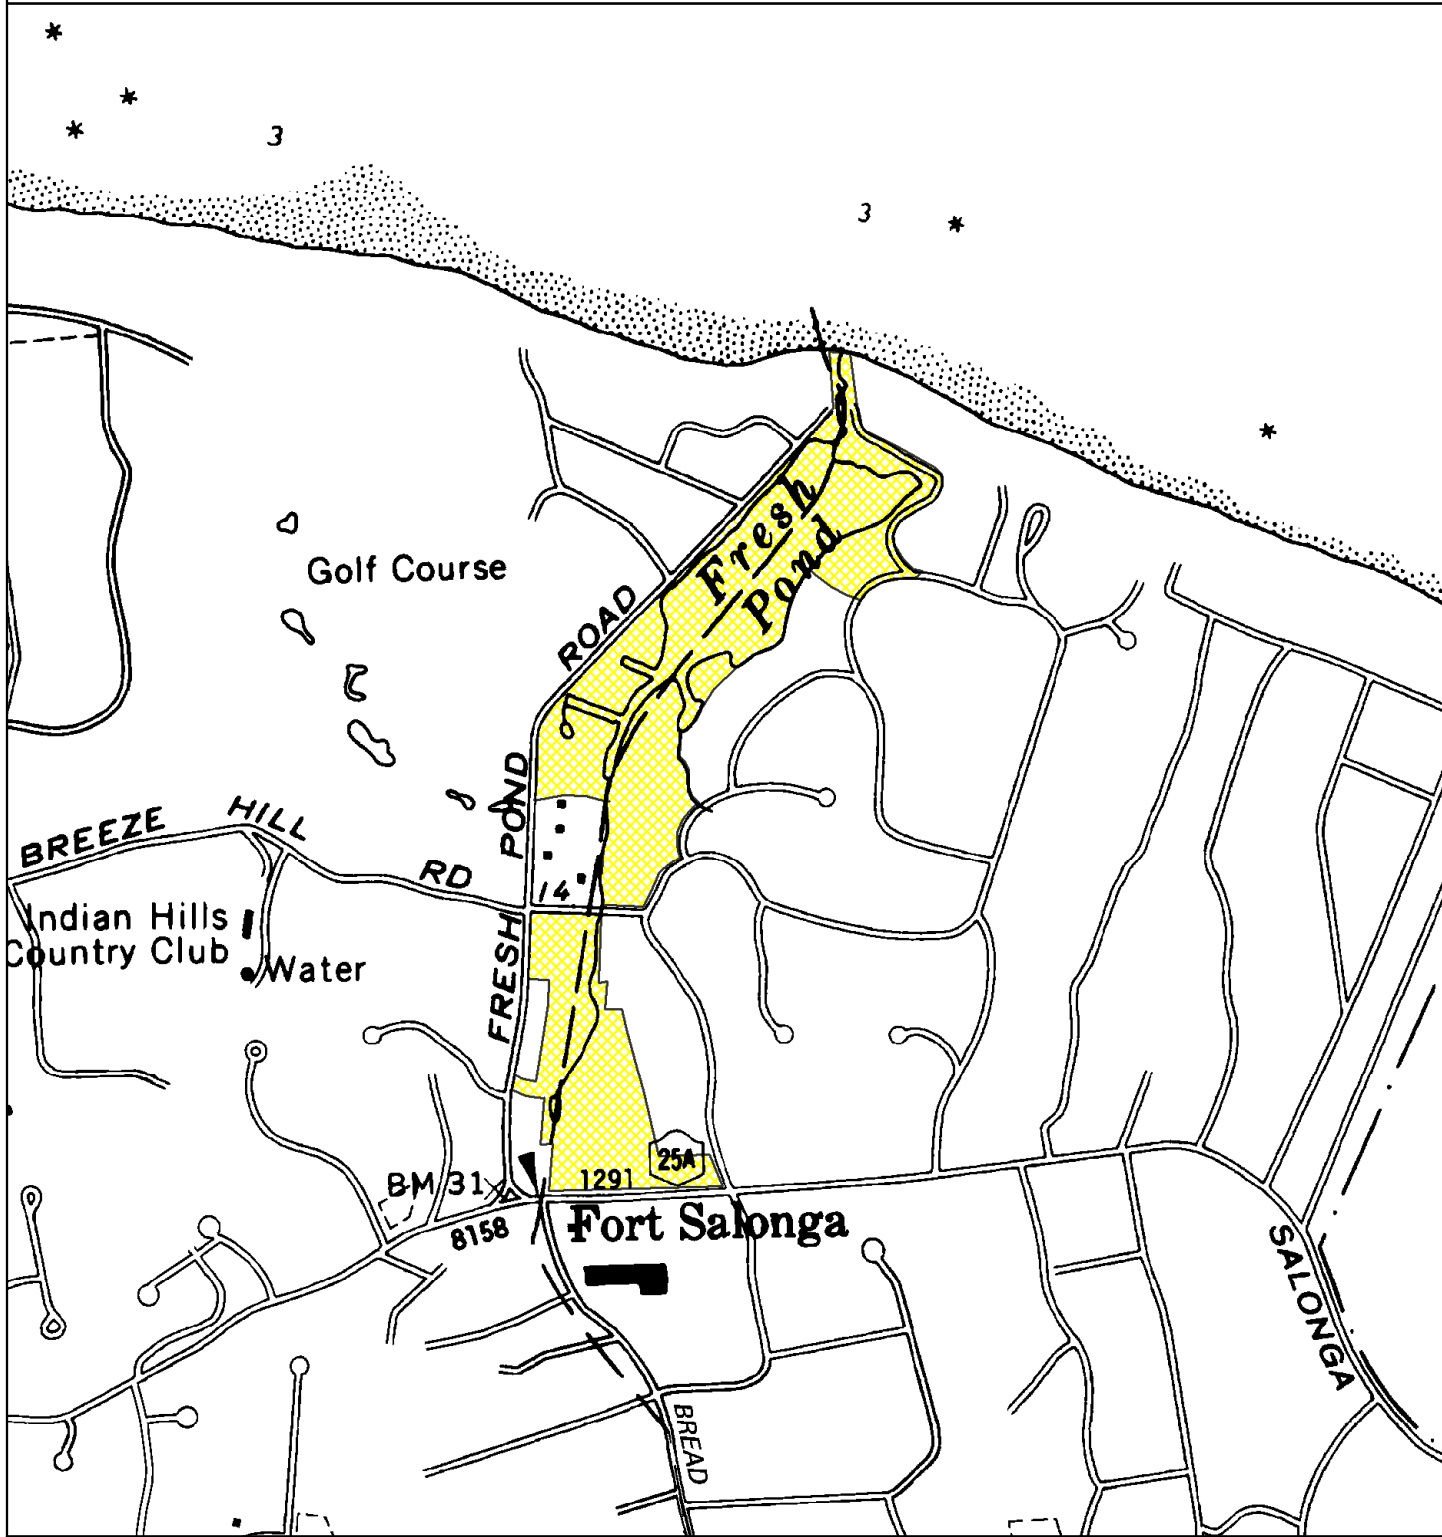 3
3
Golf Course
Fresh
Pond
ROAD
POND
FRESH
BREEZE HILL RD
14
Indian Hills
Country Club
Water
BM 31
1291
25A
8158
Fort Salonga
SALONGA
BREAD